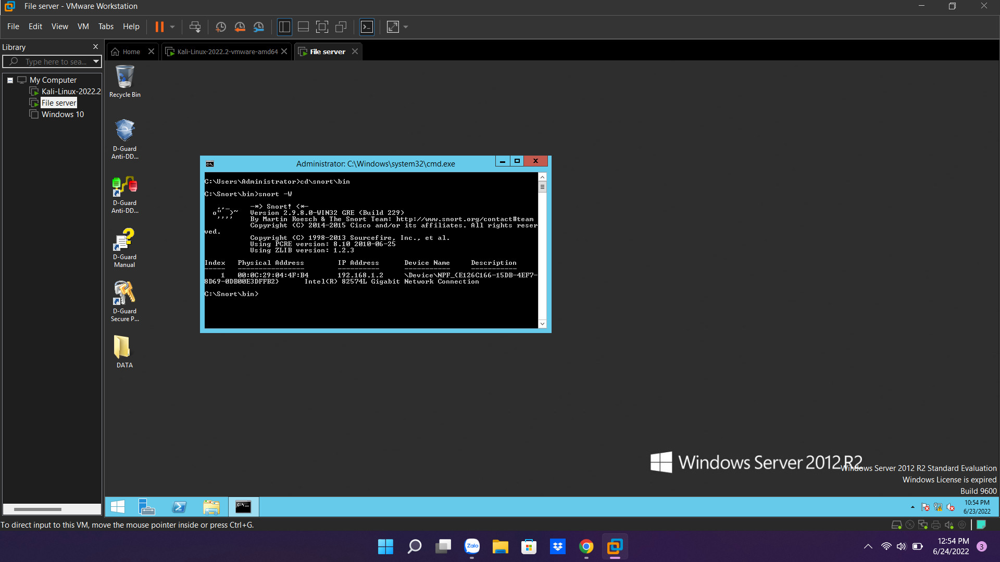 File server - VMware Workstation
File Edit View VM Tabs Help
Library
Type here to sea...
My Computer
Kali-Linux-2022.2
File server
Windows 10
Home
Kali-Linux-2022.2-vmware-amd64
File server
Recycle Bin
D-Guard
Anti-DD...
D-Guard
Anti-DD...
D-Guard
Manual
D-Guard
Secure P...
DATA
Administrator: C:\Windows\system32\cmd.exe
C:\Users\Administrator>cd\snort\bin
C:\Snort\bin>snort -W
,,_ -*> Snort! <*-
o"  )~ Version 2.9.8.0-WIN32 GRE (Build 229)
'''' By Martin Roesch & The Snort Team: http://www.snort.org/contact#team
Copyright (C) 2014-2015 Cisco and/or its affiliates. All rights reser
ved.
Copyright (C) 1998-2013 Sourcefire, Inc., et al.
Using PCRE version: 8.10 2010-06-25
Using ZLIB version: 1.2.3
Index Physical Address IP Address Device Name Description
----- ---------------- ---------- ----------- -----------
1 00:0C:29:04:4F:B4 192.168.1.2 \Device\NPF_{E126C166-15DB-4EF7-
8D69-0DB00E3DFFB2} Intel(R) 82574L Gigabit Network Connection
C:\Snort\bin>
Windows Server 2012 R2
Windows Server 2012 R2 Standard Evaluation
Windows License is expired
Build 9600
10:54 PM
6/23/2022
To direct input to this VM, move the mouse pointer inside or press Ctrl+G.
Zalo
12:54 PM
6/24/2022
3